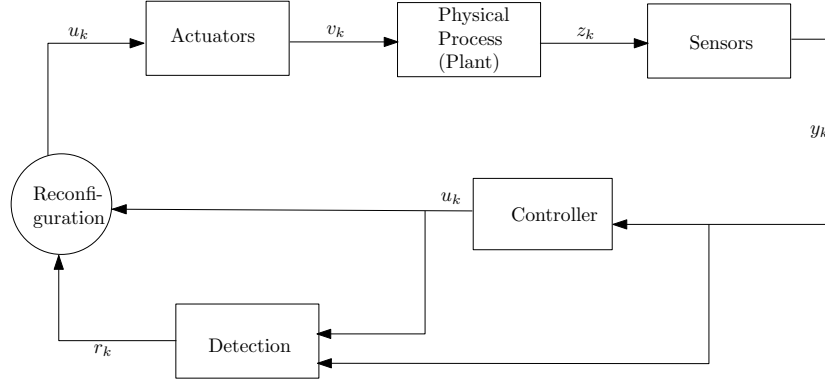 u_k
Actuators
v_k
Physical
Process
(Plant)
z_k
Sensors
y_k
Reconfi-
guration
u_k
Controller
r_k
Detection